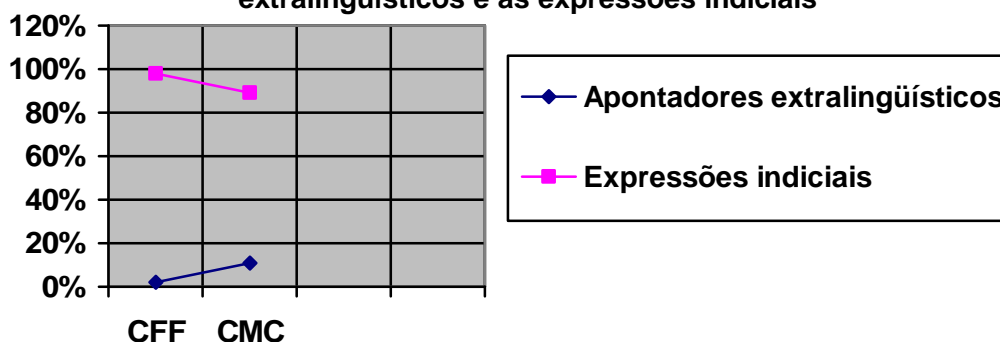 extralingüísticos e as expressões indiciais
120%
100%
80%
60%
40%
20%
0%
CFF CMC
Apontadores extralingüísticos
Expressões indiciais